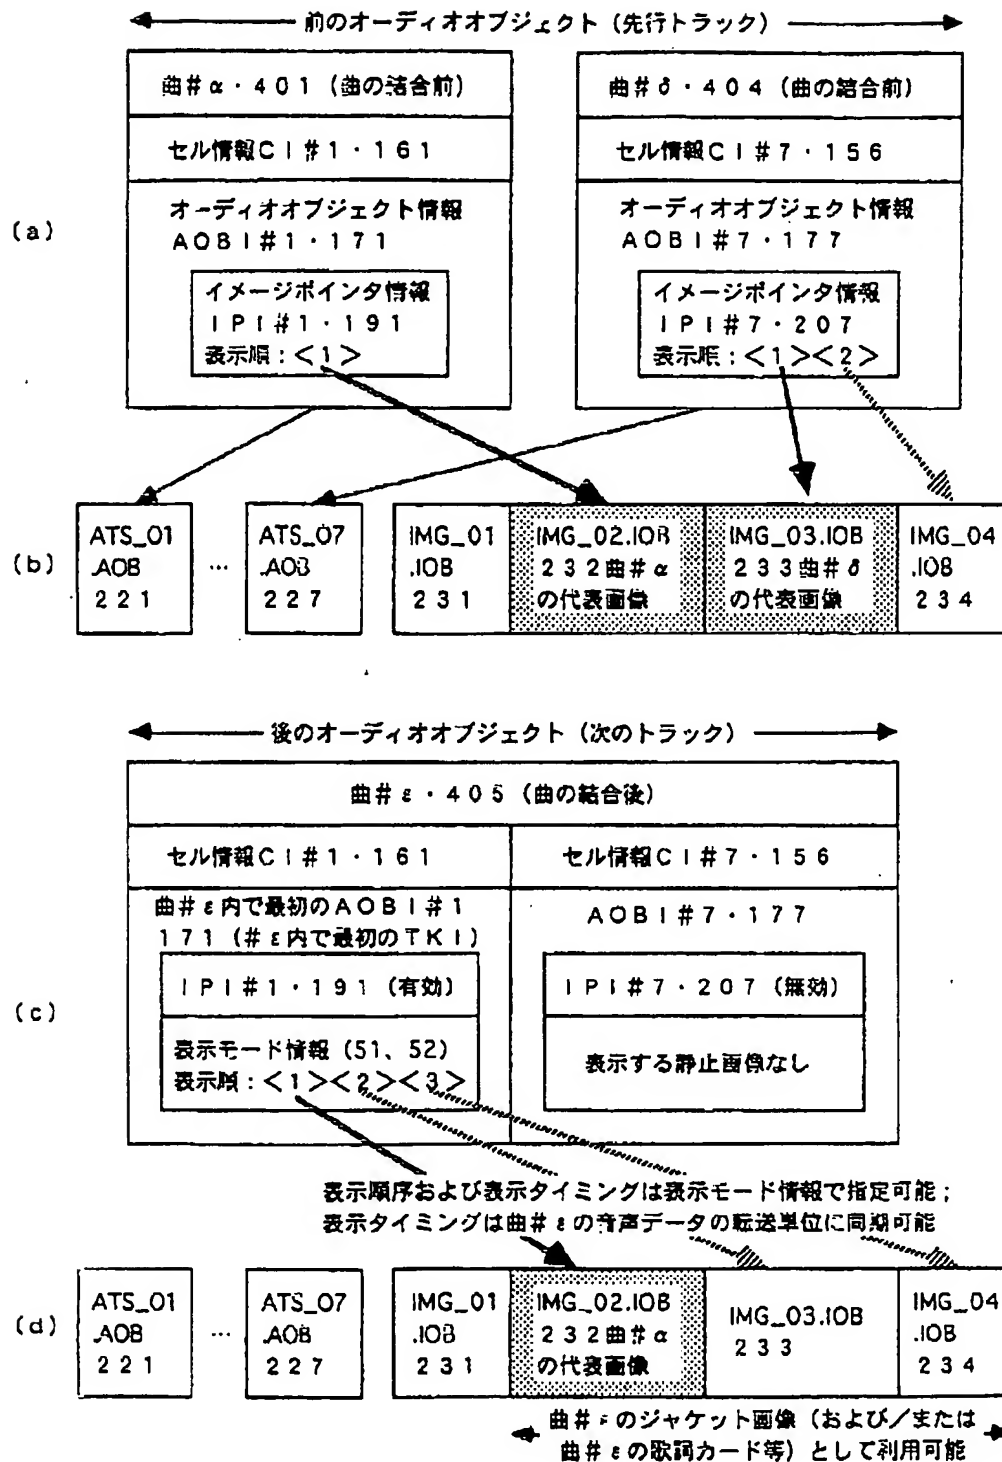 前のオーディオオブジェクト（先行トラック）
曲＃α・４０１（曲の結合前）
セル情報ＣＩ＃１・１６１
オーディオオブジェクト情報
ＡＯＢＩ＃１・１７１
イメージポインタ情報
ＩＰＩ＃１・１９１
表示順：＜１＞
曲＃δ・４０４（曲の結合前）
セル情報ＣＩ＃７・１５６
オーディオオブジェクト情報
ＡＯＢＩ＃７・１７７
イメージポインタ情報
ＩＰＩ＃７・２０７
表示順：＜１＞＜２＞
(a)
(b)
ATS_01
.AOB
２２１
…
ATS_07
.AOB
２２７
IMG_01
.IOB
２３１
IMG_02.IOB
２３２曲＃α
の代表画像
IMG_03.IOB
２３３曲＃δ
の代表画像
IMG_04
.IOB
２３４
後のオーディオオブジェクト（次のトラック）
曲＃ε・４０５（曲の結合後）
セル情報ＣＩ＃１・１６１
曲＃ε内で最初のＡＯＢＩ＃１
１７１（＃ε内で最初のＴＫＩ）
ＩＰＩ＃１・１９１（有効）
表示モード情報（51、52）
表示順：＜１＞＜２＞＜３＞
セル情報ＣＩ＃７・１５６
ＡＯＢＩ＃７・１７７
ＩＰＩ＃７・２０７（無効）
表示する静止画像なし
(c)
表示順序および表示タイミングは表示モード情報で指定可能；
表示タイミングは曲＃εの音声データの転送単位に同期可能
(d)
ATS_01
.AOB
２２１
…
ATS_07
.AOB
２２７
IMG_01
.IOB
２３１
IMG_02.IOB
２３２曲＃α
の代表画像
IMG_03.IOB
２３３
IMG_04
.IOB
２３４
曲＃εのジャケット画像（および／または
曲＃εの歌詞カード等）として利用可能